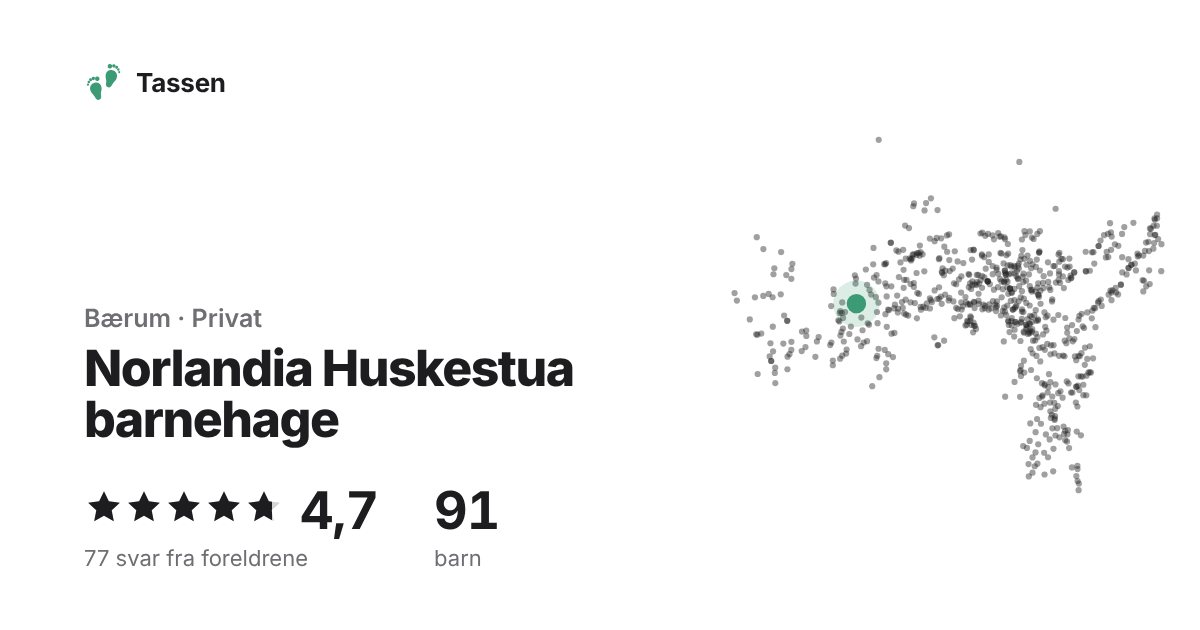 Tassen
Bærum · Privat
Norlandia Huskestua
barnehage
4,7
77 svar fra foreldrene
91
barn